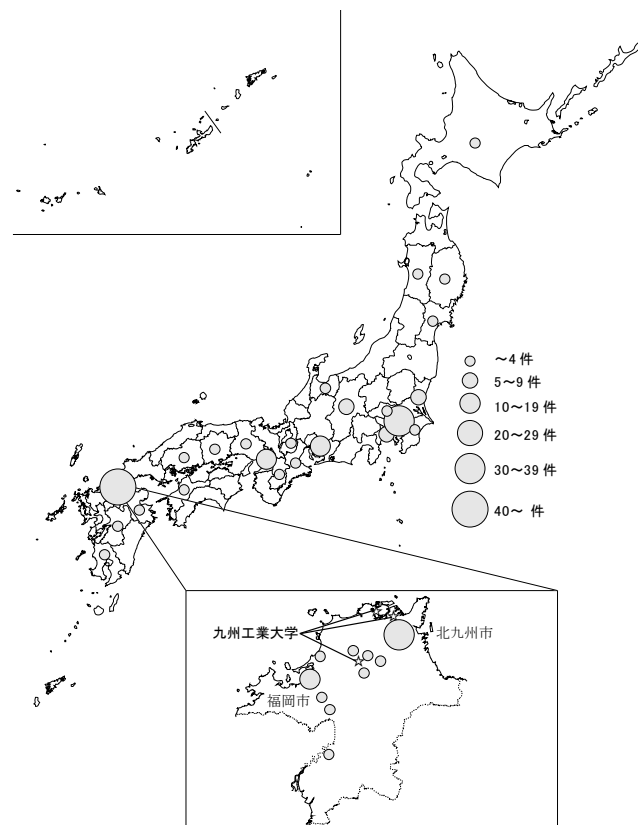 ～4 件
5～9 件
10～19 件
20～29 件
30～39 件
40～ 件
九州工業大学
北九州市
福岡市